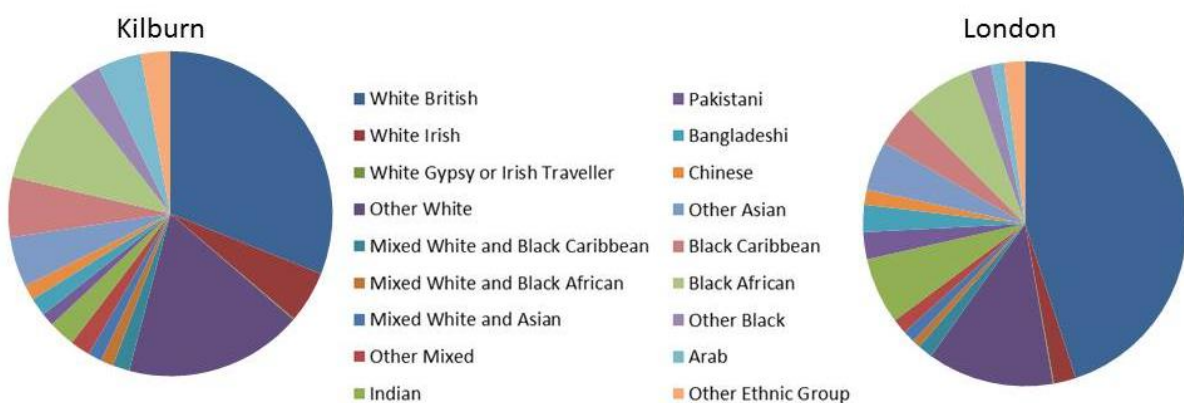 Kilburn
London
White British
White Irish
White Gypsy or Irish Traveller
Other White
Mixed White and Black Caribbean
Mixed White and Black African
Mixed White and Asian
Other Mixed
Indian
Pakistani
Bangladeshi
Chinese
Other Asian
Black Caribbean
Black African
Other Black
Arab
Other Ethnic Group